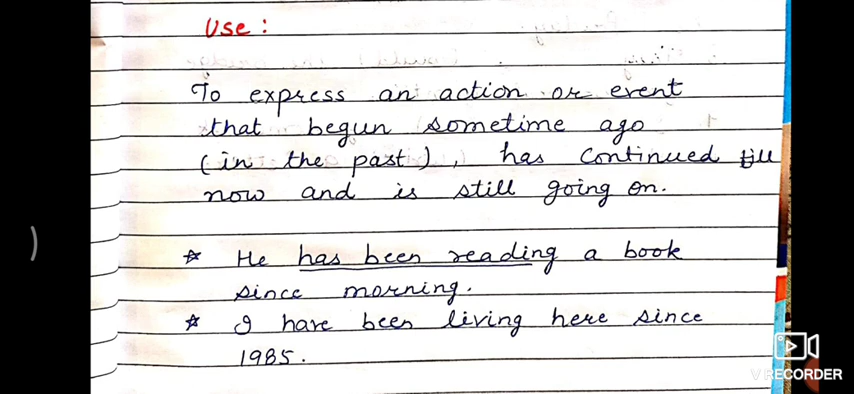 Use :
To express an action or event
that begun sometime ago
(in the past), has continued till
now and is still going on.
☆ He has been reading a book
since morning.
☆ I have been living here since
1985.
V RECORDER